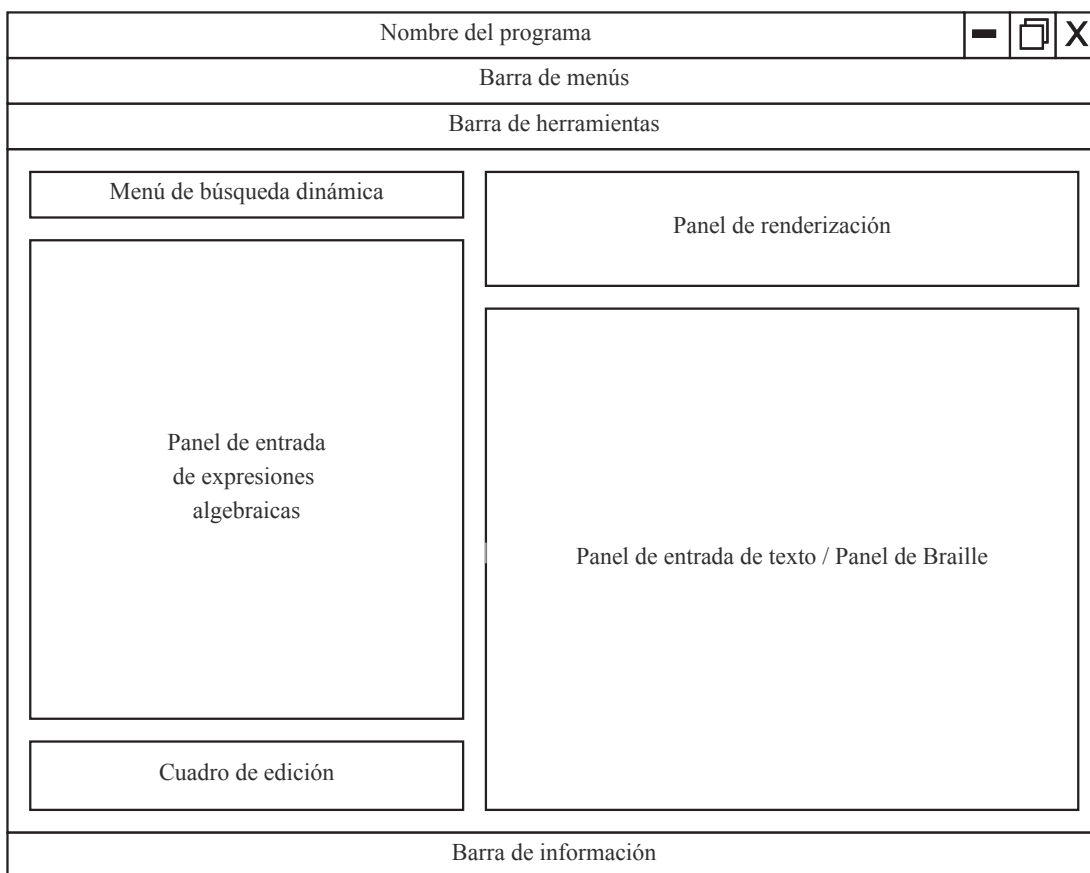 Nombre del programa
X
Barra de menús
Barra de herramientas
Menú de búsqueda dinámica
Panel de entrada
de expresiones
algebraicas
Cuadro de edición
Panel de renderización
Panel de entrada de texto / Panel de Braille
Barra de información